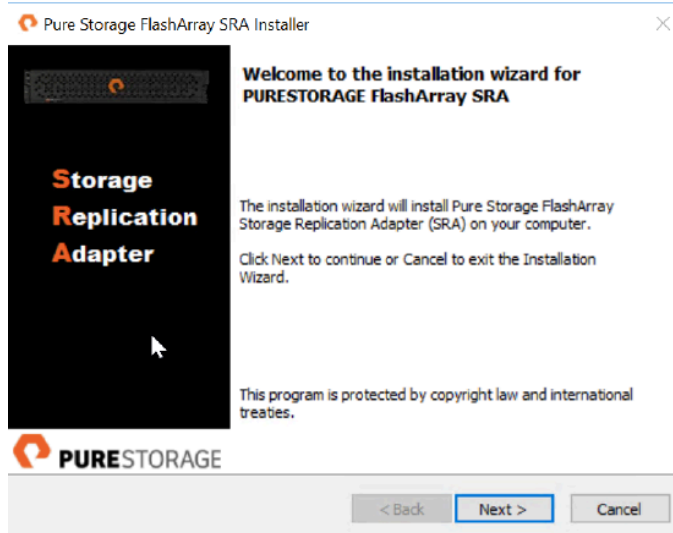 Pure Storage FlashArray SRA Installer
Welcome to the installation wizard for
PURESTORAGE FlashArray SRA
Storage
Replication
Adapter
The installation wizard will install Pure Storage FlashArray
Storage Replication Adapter (SRA) on your computer.
Click Next to continue or Cancel to exit the Installation
Wizard.
This program is protected by copyright law and international
treaties.
PURESTORAGE
< Back
Next >
Cancel